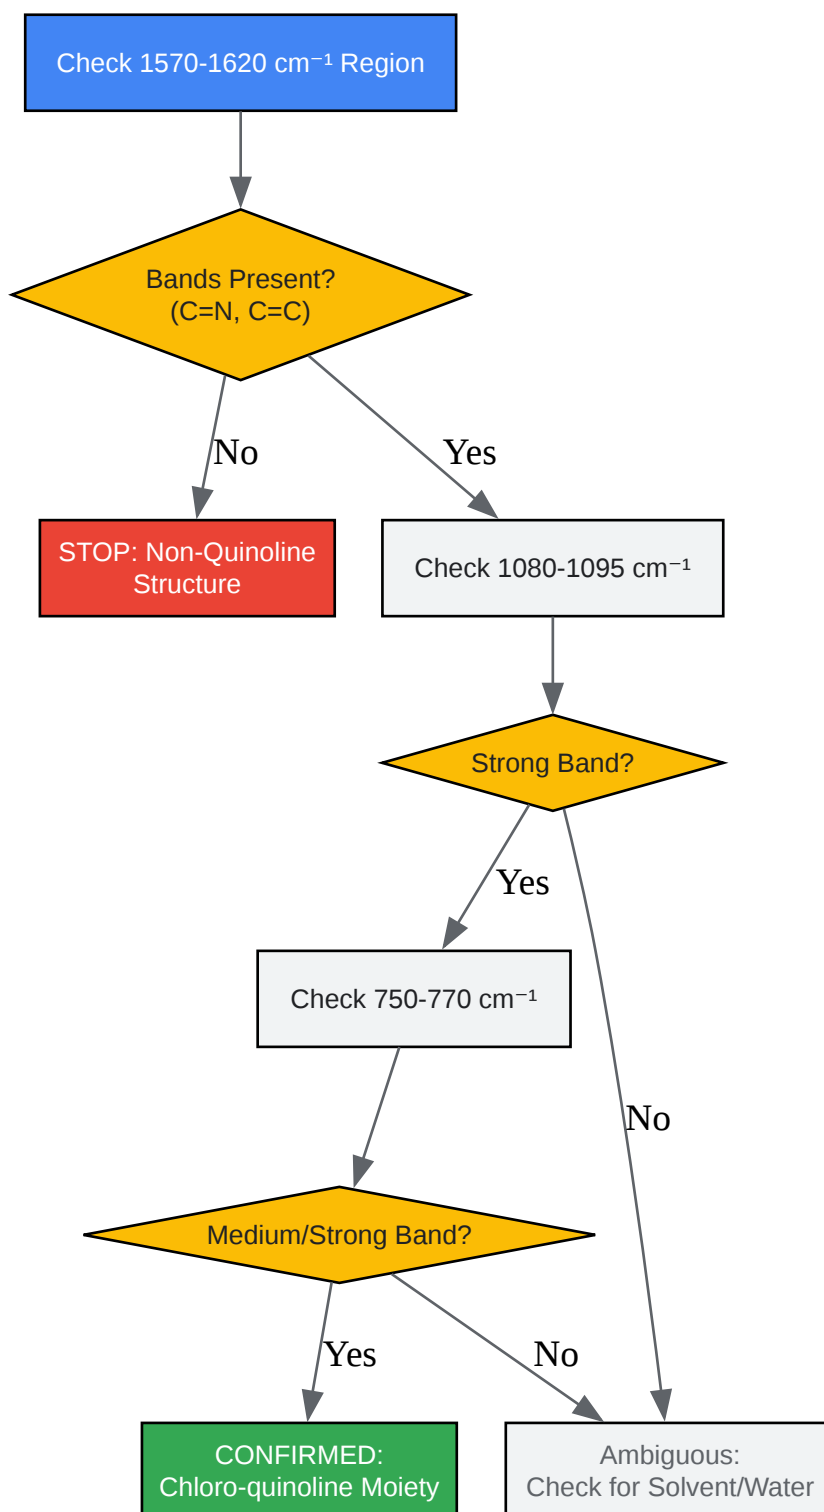 Check 1570-1620 cm⁻¹ Region
Bands Present?
(C=N, C=C)
No
Yes
STOP: Non-Quinoline
Structure
Check 1080-1095 cm⁻¹
Strong Band?
Yes
Check 750-770 cm⁻¹
No
Medium/Strong Band?
Yes
No
CONFIRMED:
Chloro-quinoline Moiety
Ambiguous:
Check for Solvent/Water